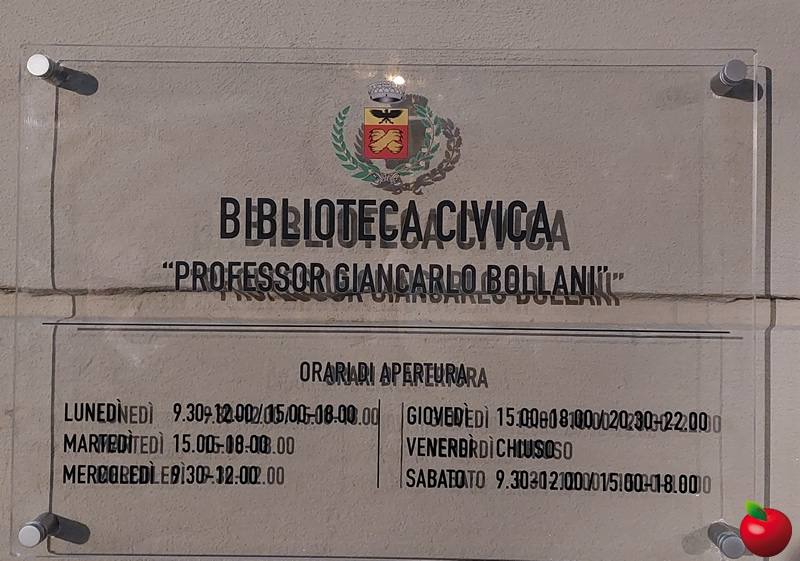 BIBLIOTECA CIVICA
“PROFESSOR GIANCARLO BOLLANI”
ORARI DI APERTURA
LUNEDÌ 9.30-12.00 / 15.00-18.00
MARTEDÌ 15.00-18.00
MERCOLEDÌ 9.30-12.00
GIOVEDÌ 15.00-18.00 / 20.30-22.00
VENERDÌ CHIUSO
SABATO 9.30-12.00 / 15.00-18.00